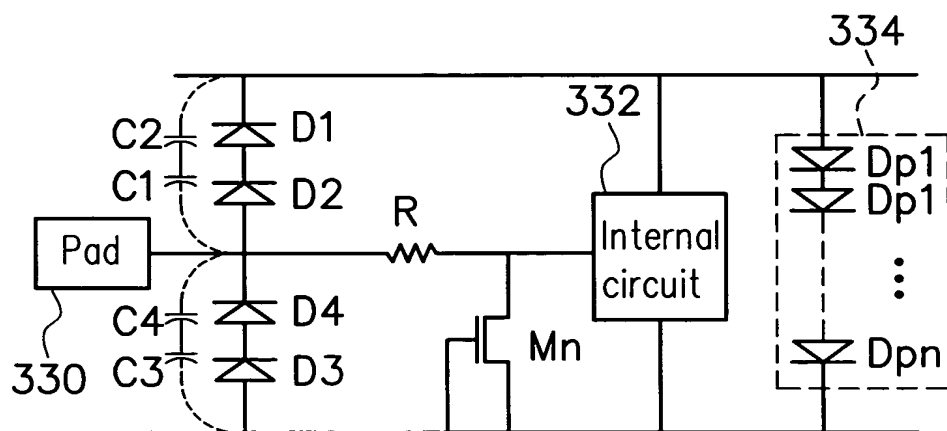 334
332
C2
D1
C1
D2
Dp1
Dp1
R
Pad
Internal
circuit
C4
D4
Mn
C3
D3
Dpn
330